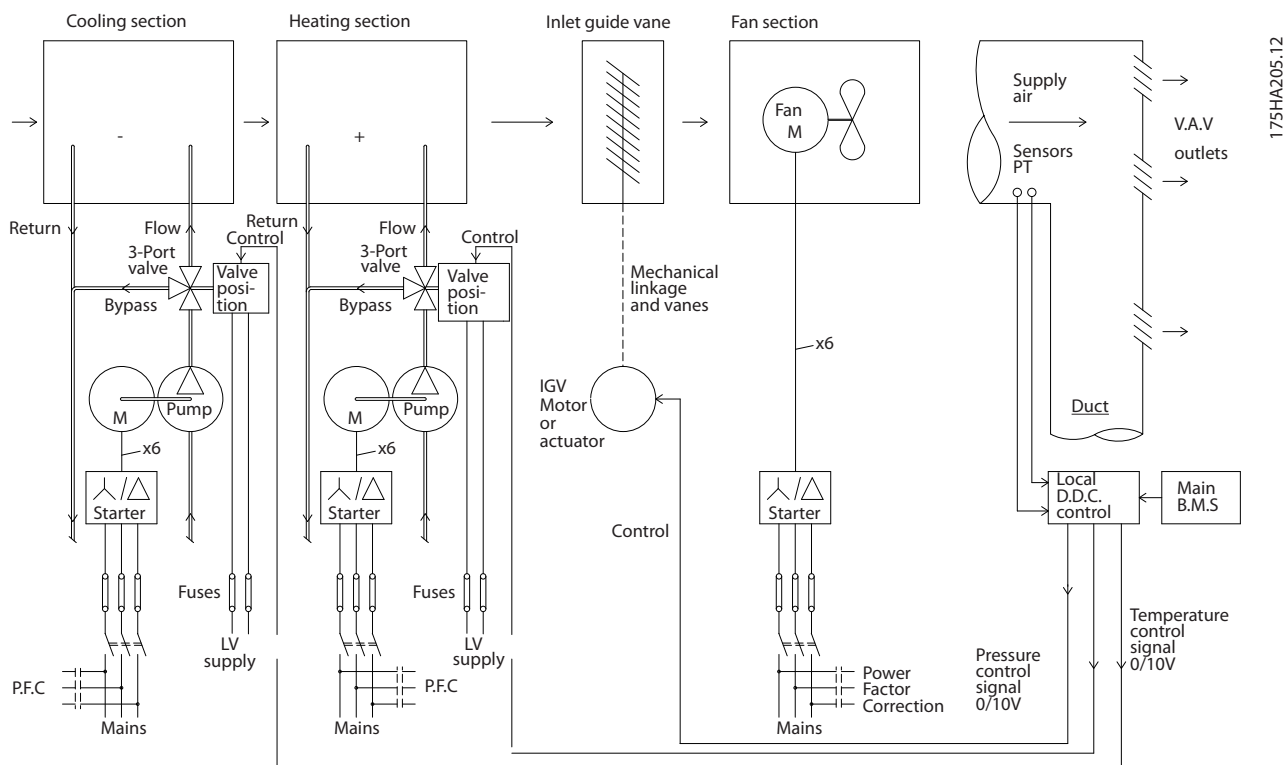 Cooling section
Heating section
Inlet guide vane
Fan section
175HA205.12
-
+
Fan
M
Supply
air
Sensors
PT
V.A.V
outlets
Return
Flow
3-Port
valve
Bypass
Control
Valve
posi-
tion
Return
Flow
3-Port
valve
Bypass
Control
Valve
posi-
tion
Mechanical
linkage
and vanes
x6
M
Pump
x6
M
Pump
x6
IGV
Motor
or
actuator
Duct
Starter
Starter
Starter
Local
D.D.C.
control
Main
B.M.S
Control
Fuses
Fuses
LV
supply
LV
supply
P.F.C
P.F.C
Mains
Mains
Mains
Power
Factor
Correction
Pressure
control
signal
0/10V
Temperature
control
signal
0/10V